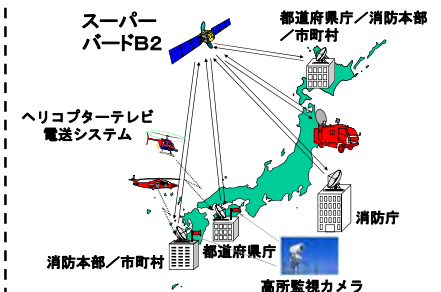 スーパー
バードB2
都道府県庁／消防本部
／市町村
ヘリコプターテレビ
電送システム
消防庁
都道府県庁
消防本部／市町村
高所監視カメラ